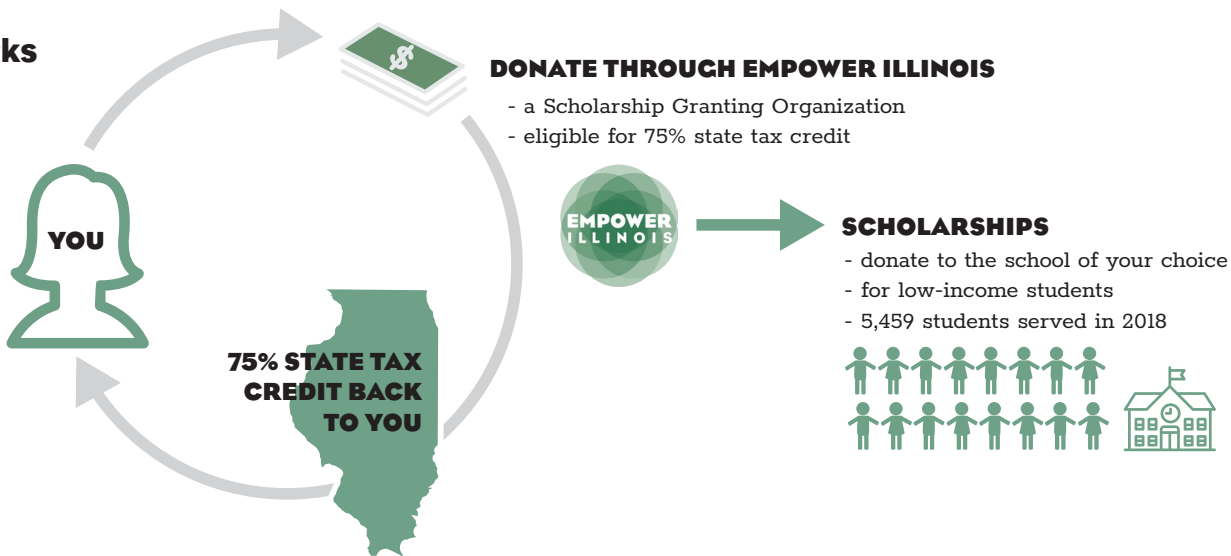 ks
$
DONATE THROUGH EMPOWER ILLINOIS
- a Scholarship Granting Organization
- eligible for 75% state tax credit
YOU
EMPOWER
ILLINOIS
SCHOLARSHIPS
- donate to the school of your choice
- for low-income students
- 5,459 students served in 2018
75% STATE TAX
CREDIT BACK
TO YOU